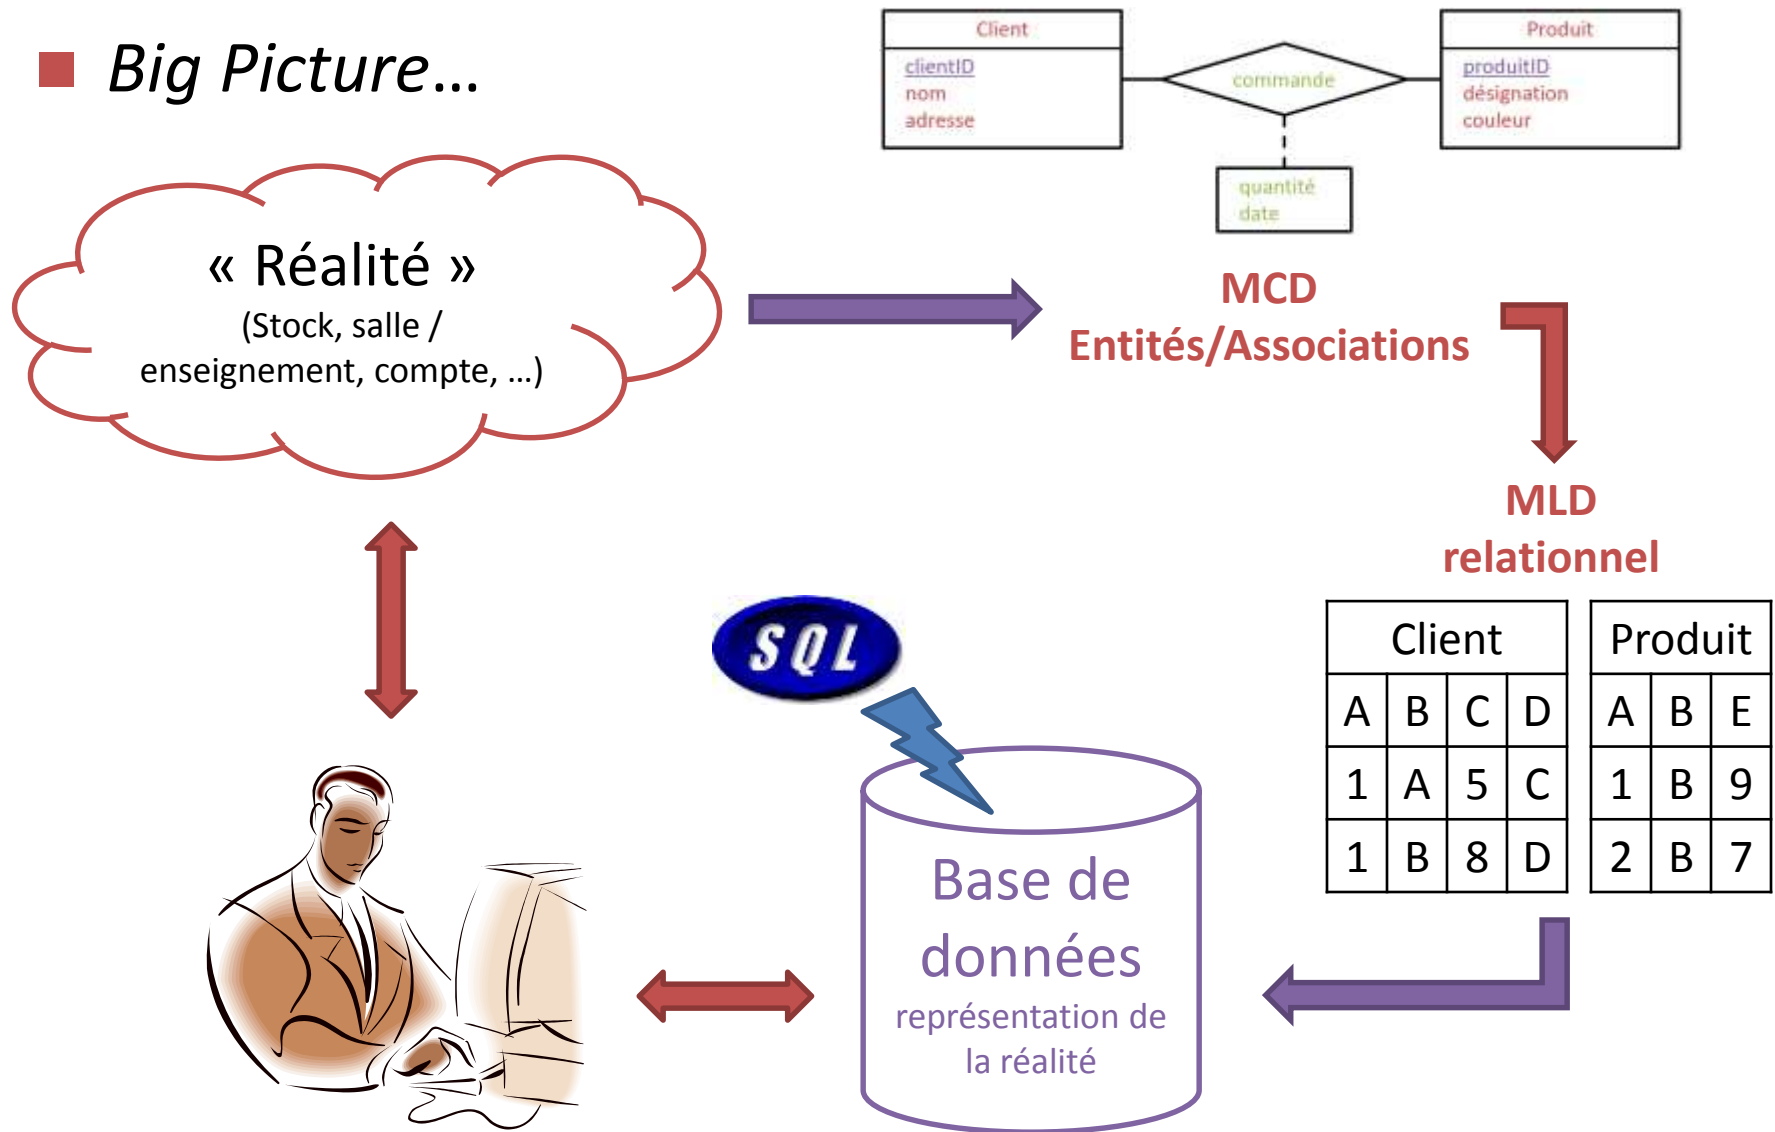 Big Picture...
Client
clientID
nom
adresse
commande
quantité
date
Produit
produitID
désignation
couleur
« Réalité »
(Stock, salle /
enseignement, compte, ...)
MCD
Entités/Associations
MLD
relationnel
Client
A B C D
1 A 5 C
1 B 8 D
Produit
A B E
1 B 9
2 B 7
SQL
Base de
données
représentation de
la réalité